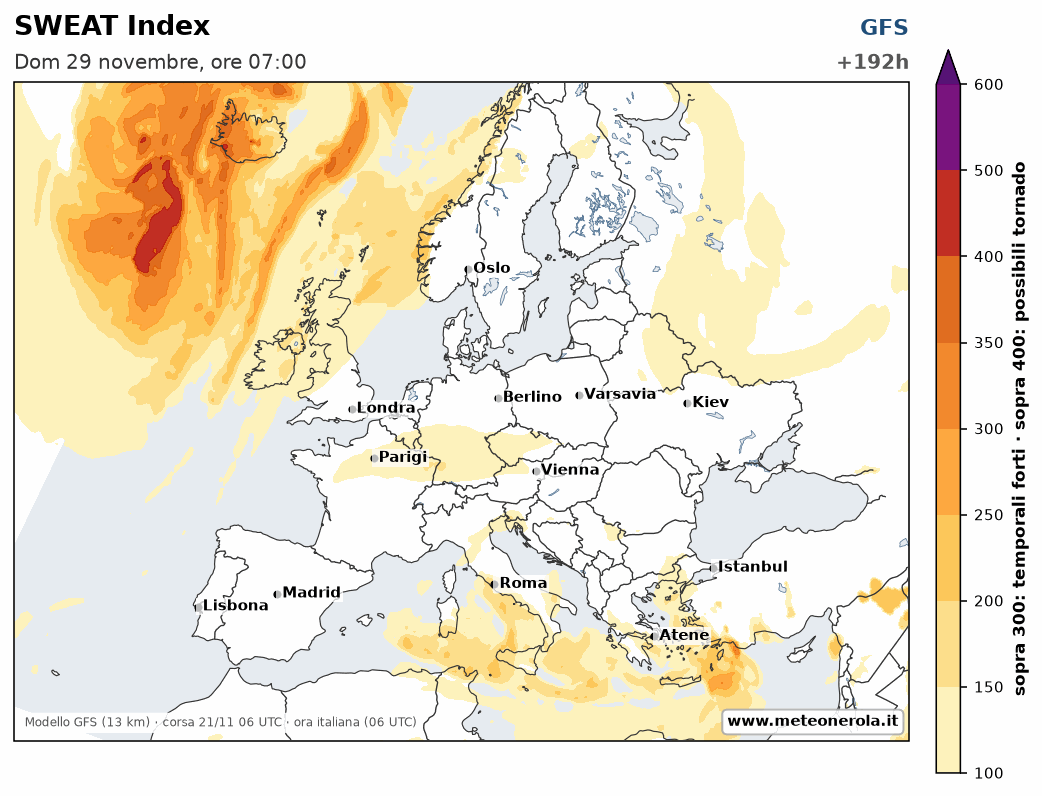 SWEAT Index
GFS
Dom 29 novembre, ore 07:00
+192h
600
500
400
350
300
250
200
150
100
sopra 300: temporali forti · sopra 400: possibili tornado
Oslo
Berlino
Varsavia
Kiev
Londra
Parigi
Vienna
Istanbul
Roma
Madrid
Lisbona
Atene
Modello GFS (13 km) · corsa 21/11 06 UTC · ora italiana (06 UTC)
www.meteonerola.it